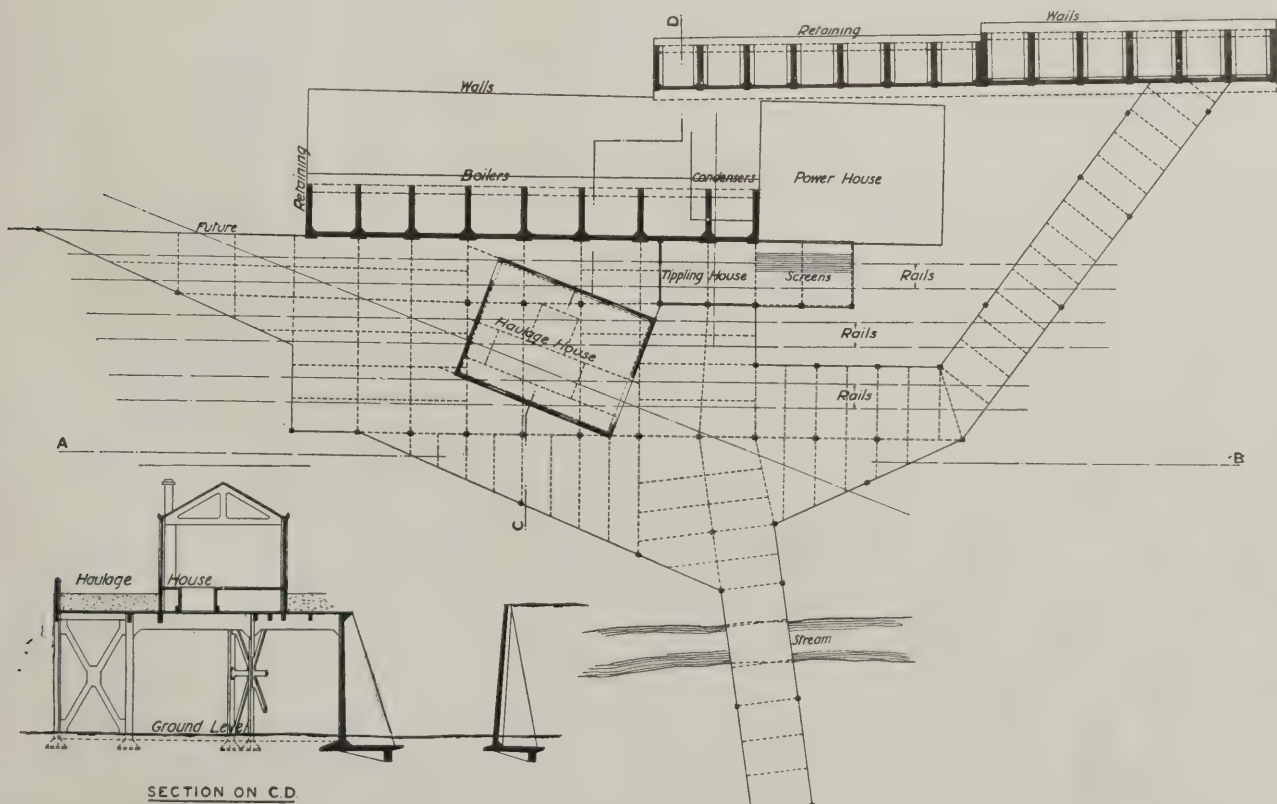 D
Retaining
Walls
Walls
Retaining
Boilers
Condensers
Power House
Future
Tippling House
Screens
Rails
Haulage House
Rails
Rails
A
B
C
Haulage House
Stream
Ground Level
SECTION ON C.D.